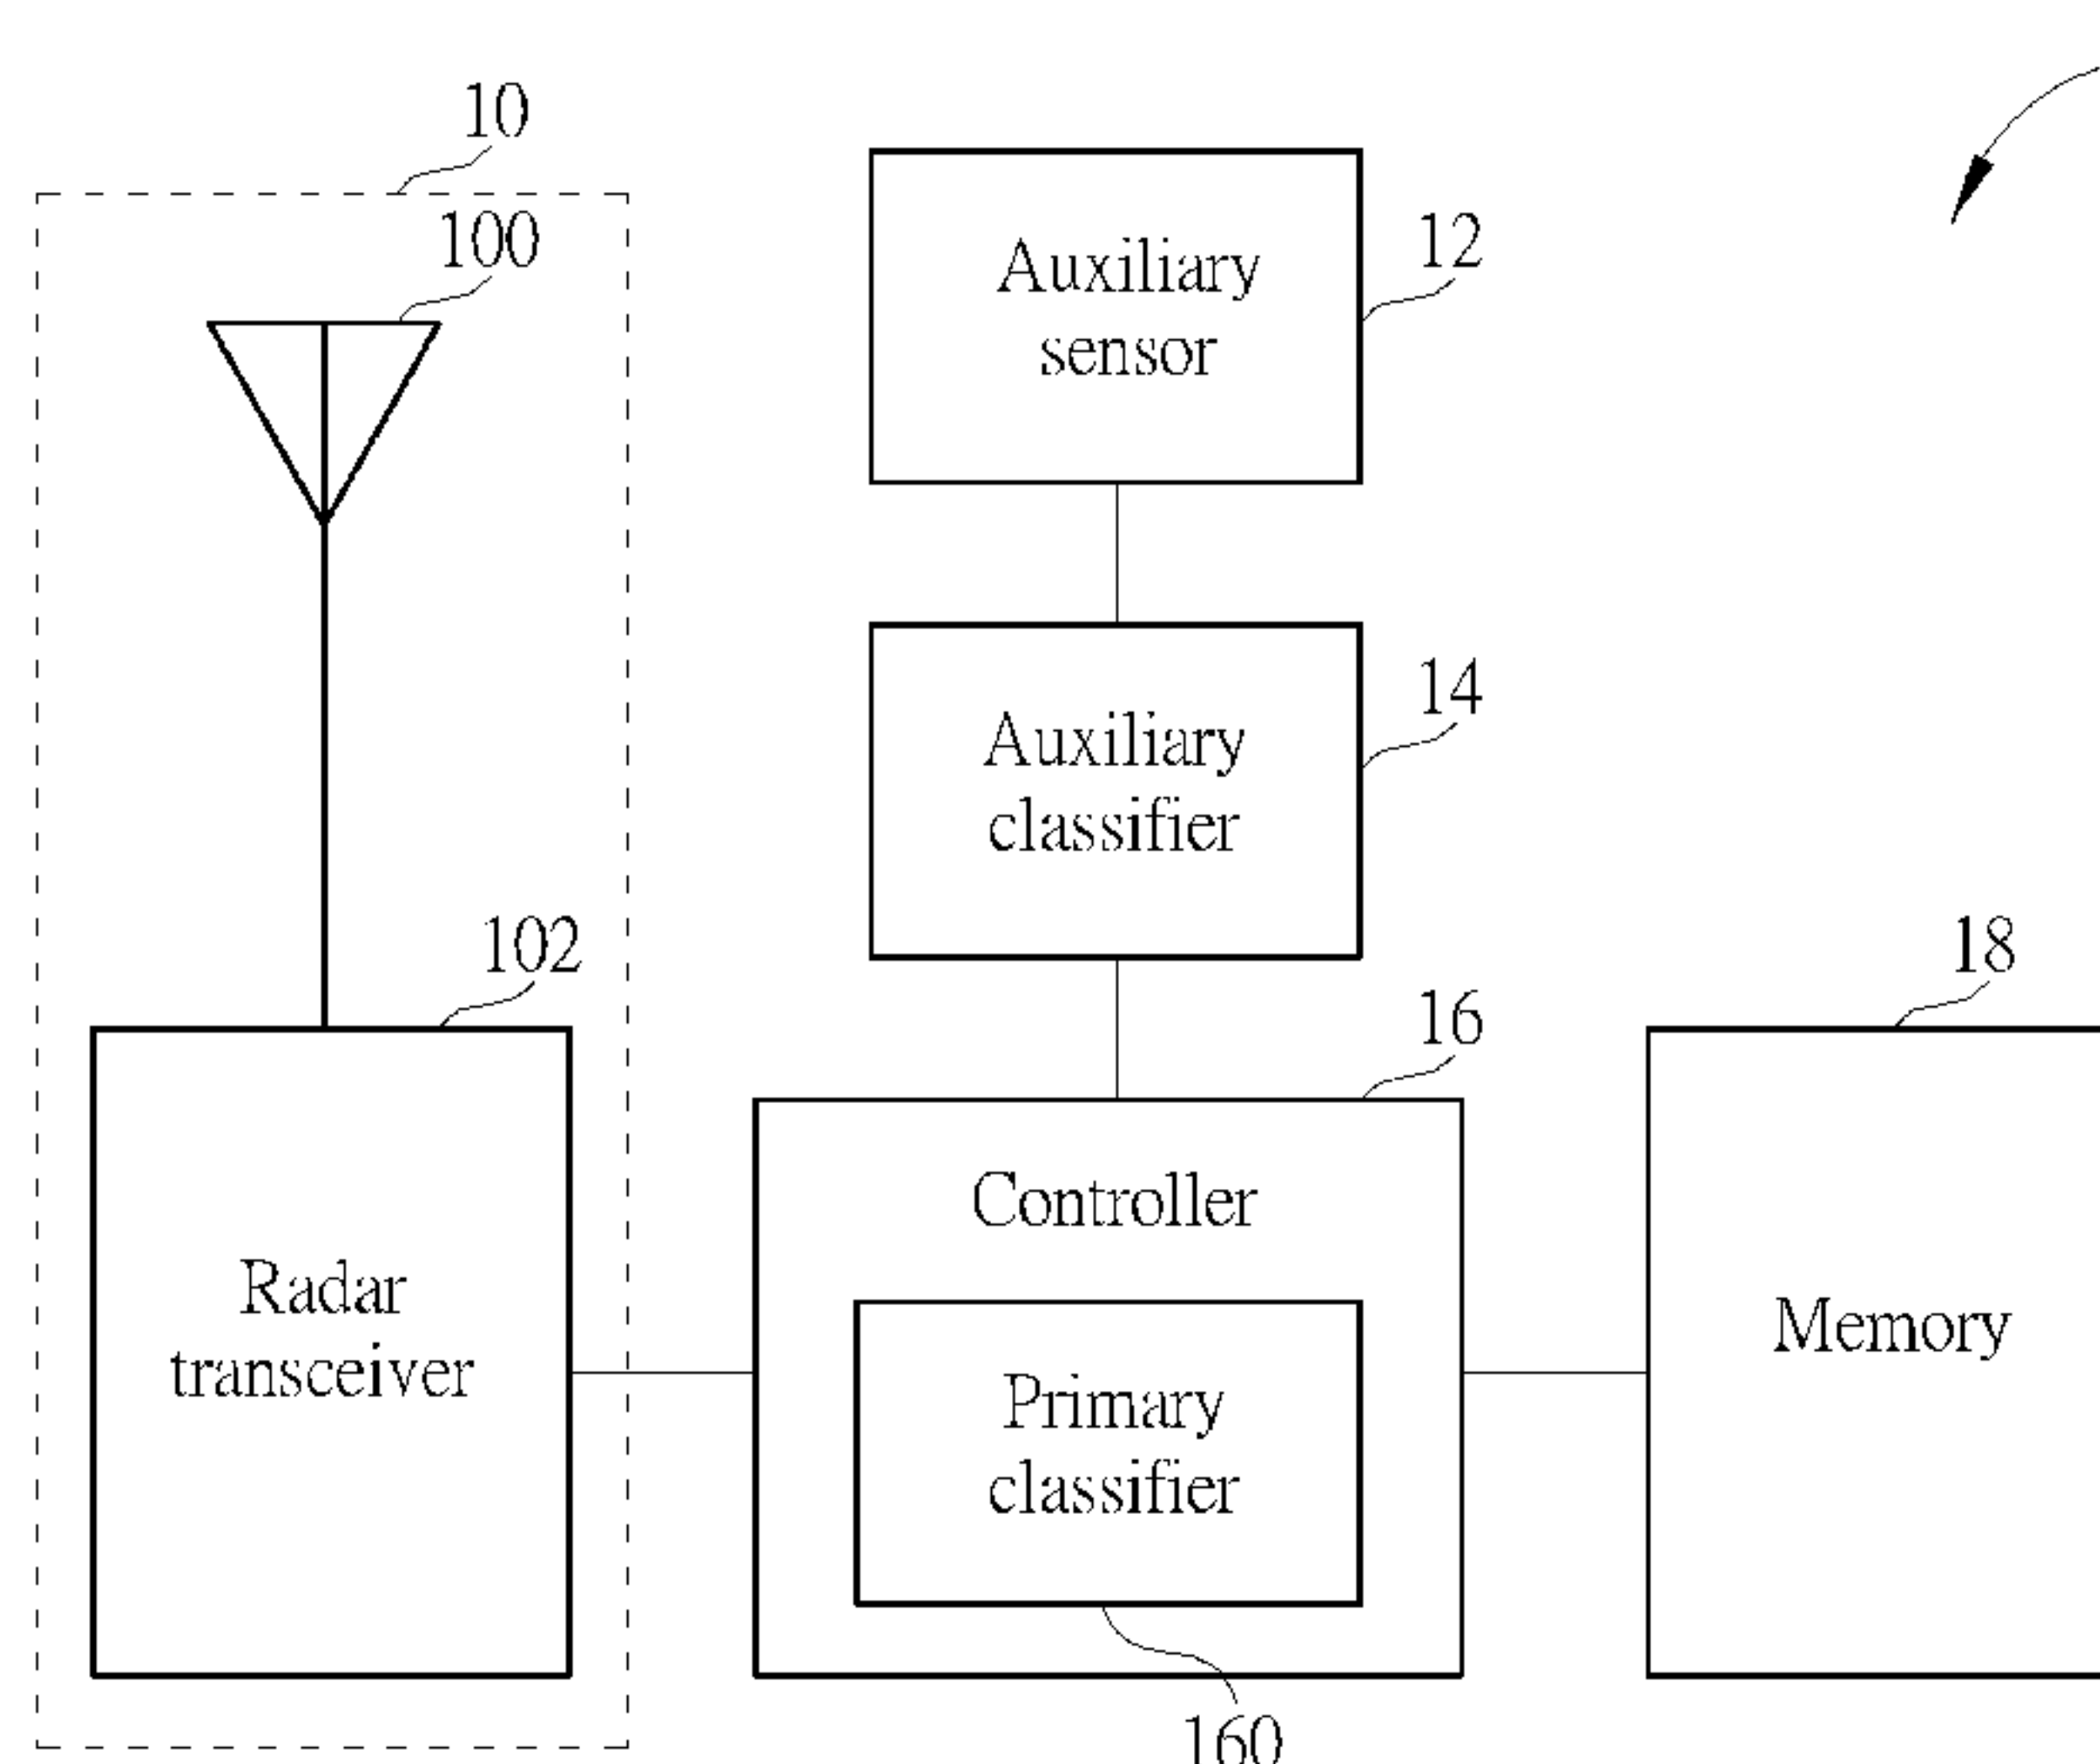 10
100
12
Auxiliary
sensor
14
Auxiliary
classifier
102
18
16
Controller
Radar
transceiver
Memory
Primary
classifier
160